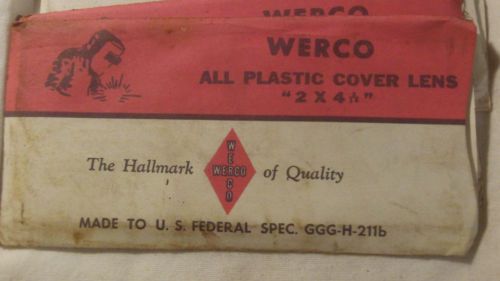 WERCO
WERCO
ALL PLASTIC COVER LENS
"2 X 4¼"
The Hallmark WERCO WERCO of Quality
MADE TO U. S. FEDERAL SPEC. GGG-H-211b